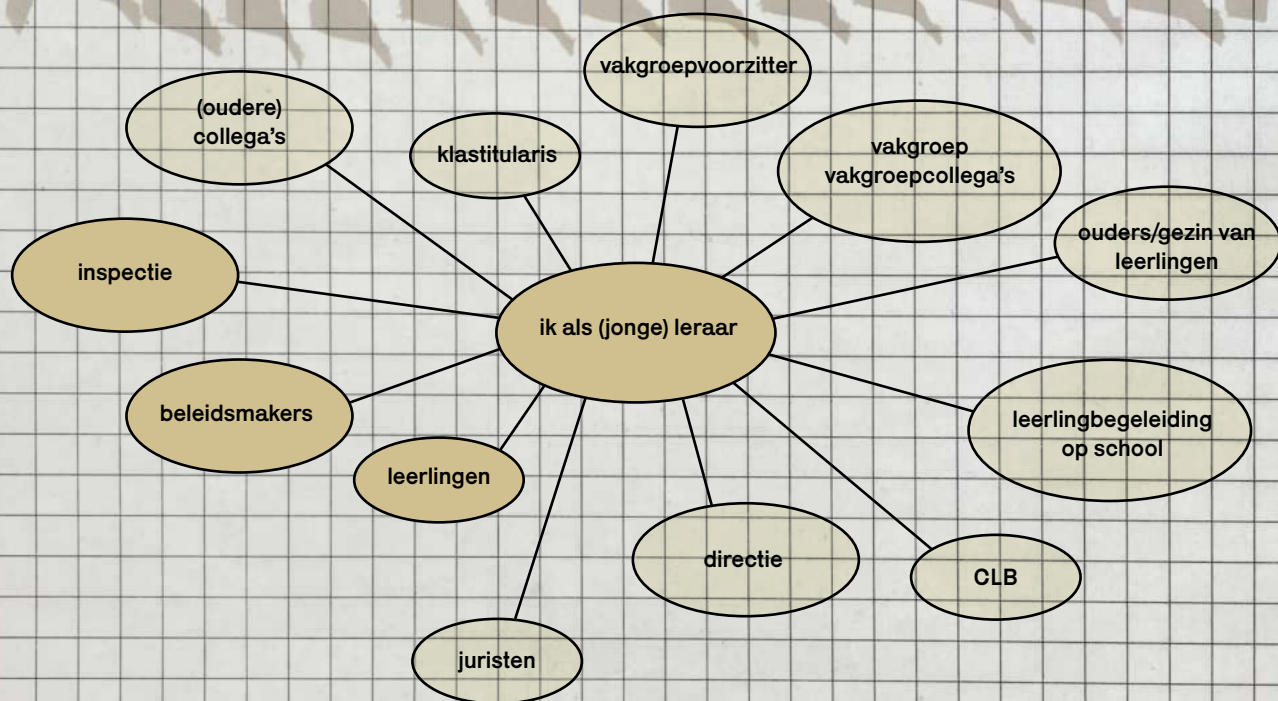 vakgroepvoorzitter
(oudere)
collega's
klastitularis
vakgroep
vakgroepcollega's
ouders/gezin van
leerlingen
inspectie
ik als (jonge) leraar
beleidsmakers
leerlingbegeleiding
op school
leerlingen
directie
CLB
juristen